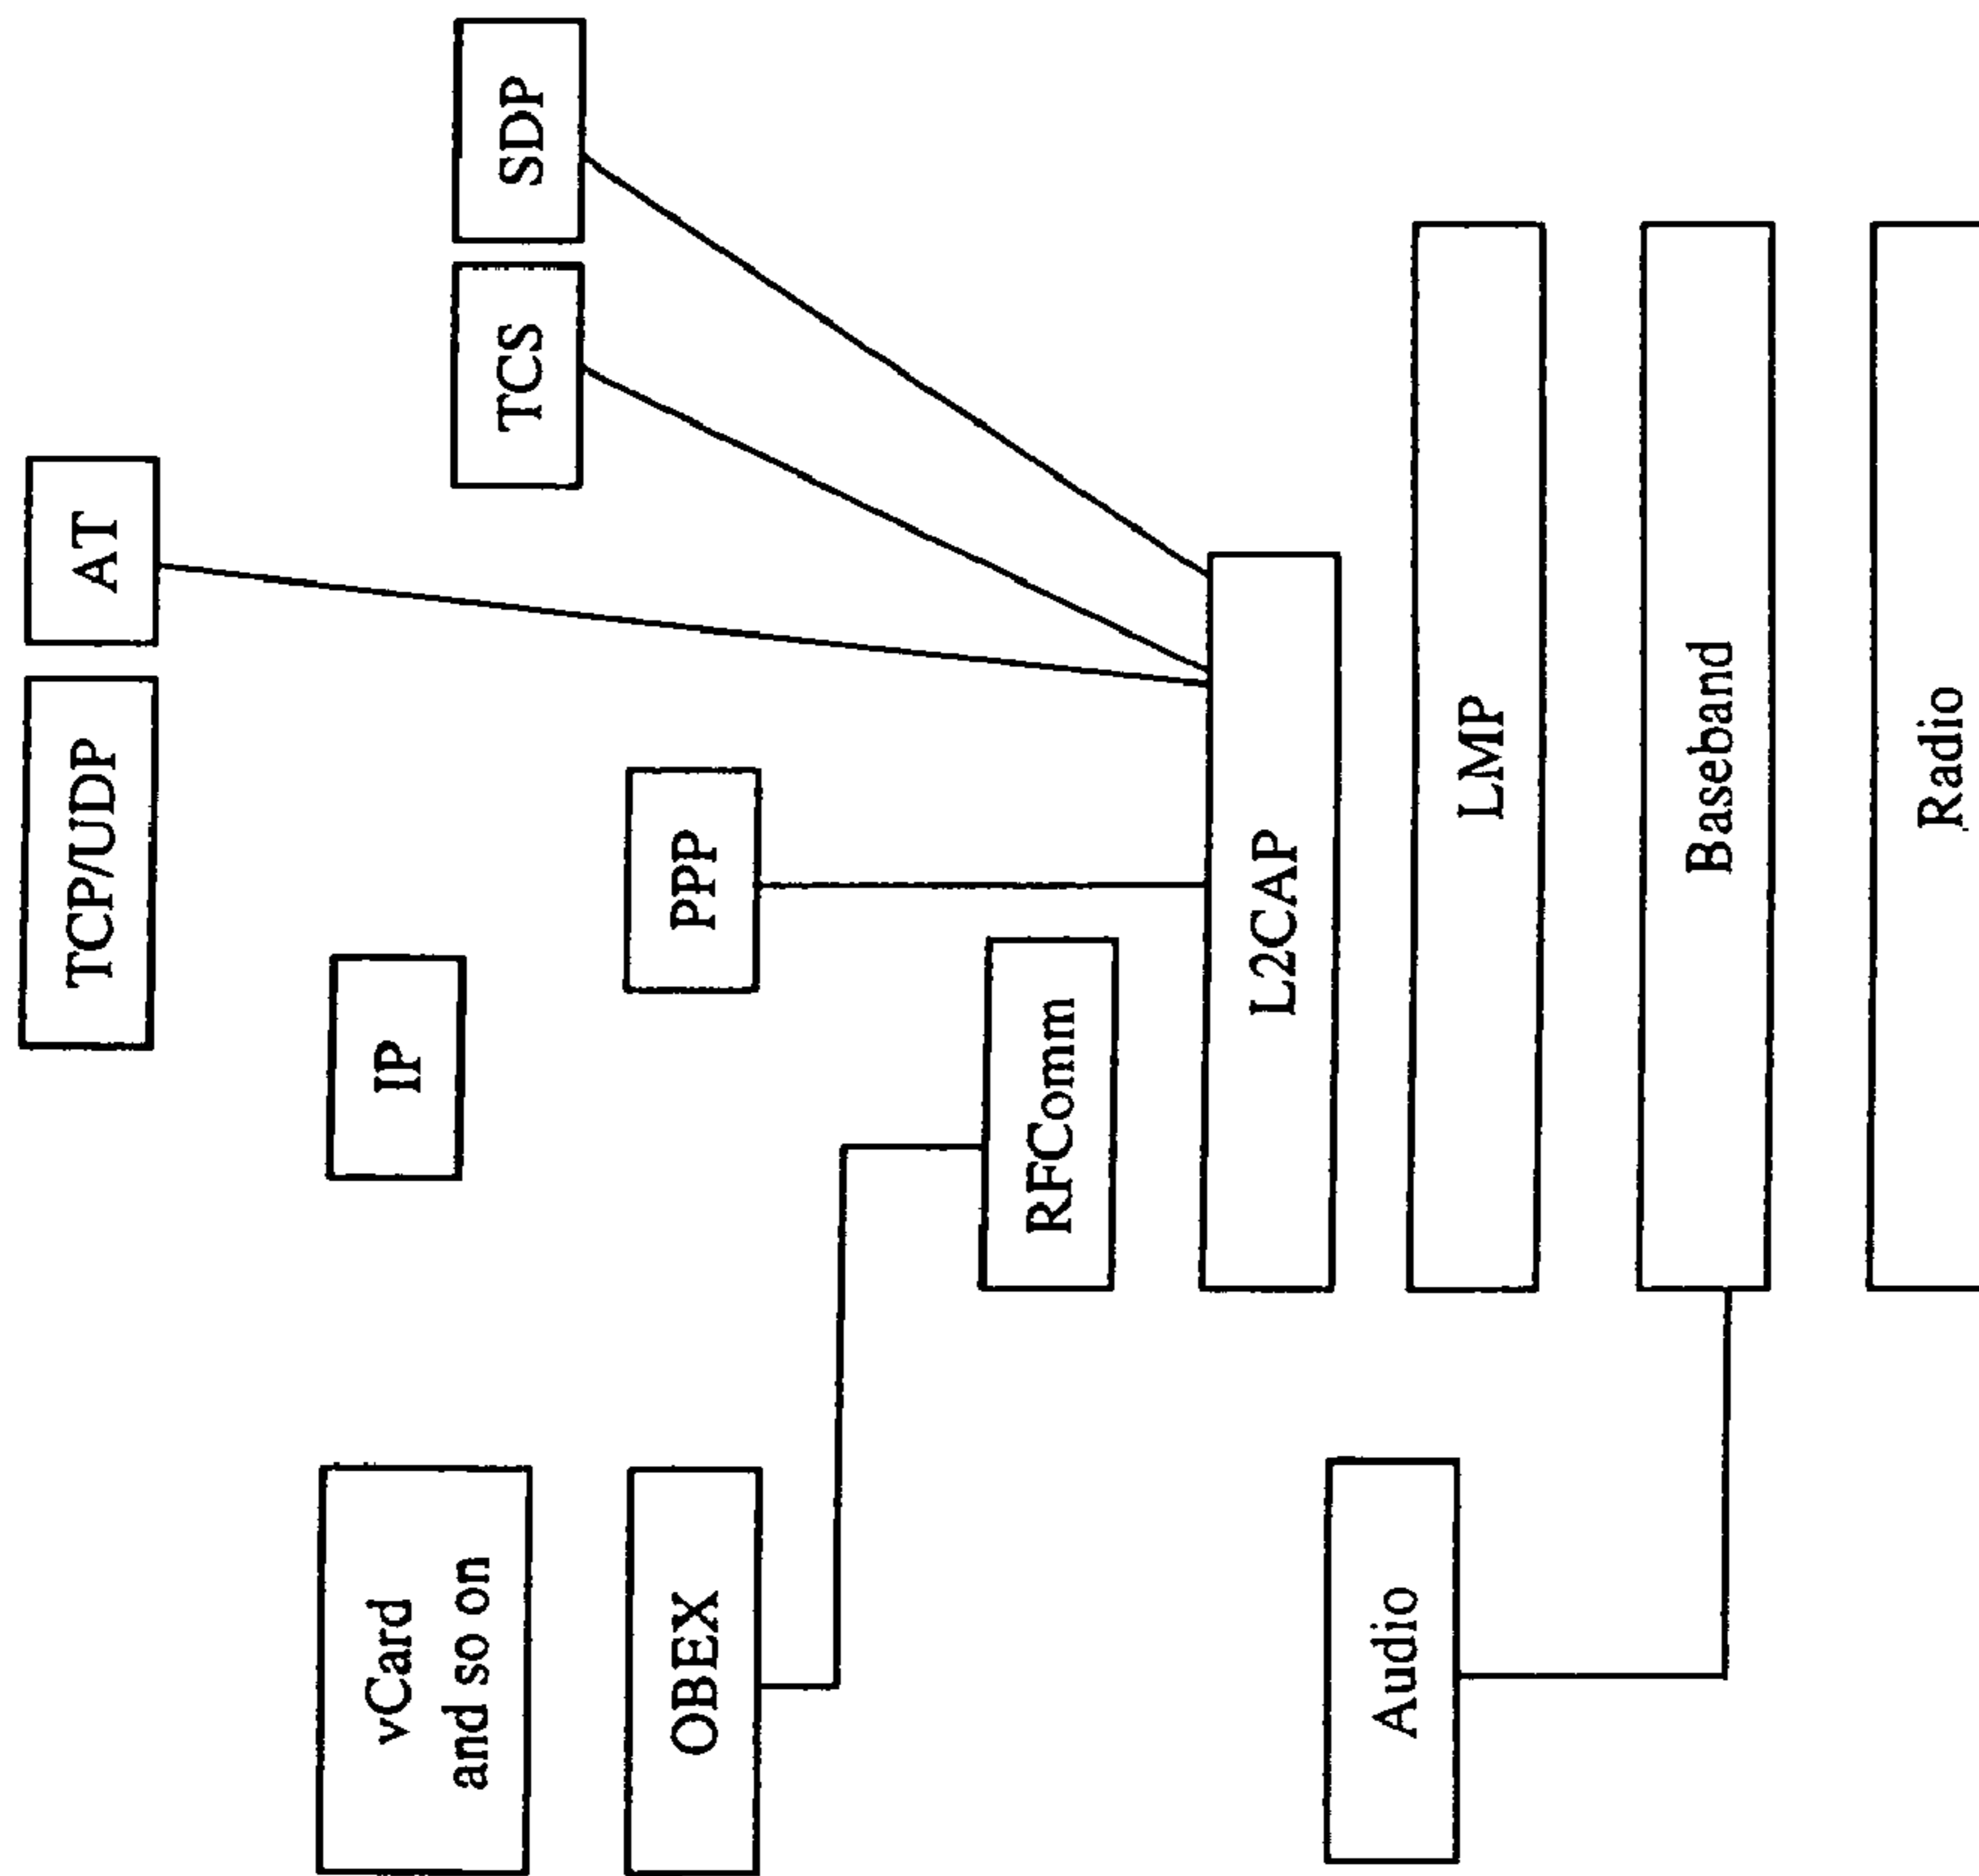 TCP/UDP
AT
vCard
and so on
IP
TCS
SDP
OBEX
PPP
RFComm
L2CAP
Audio
LMP
Baseband
Radio